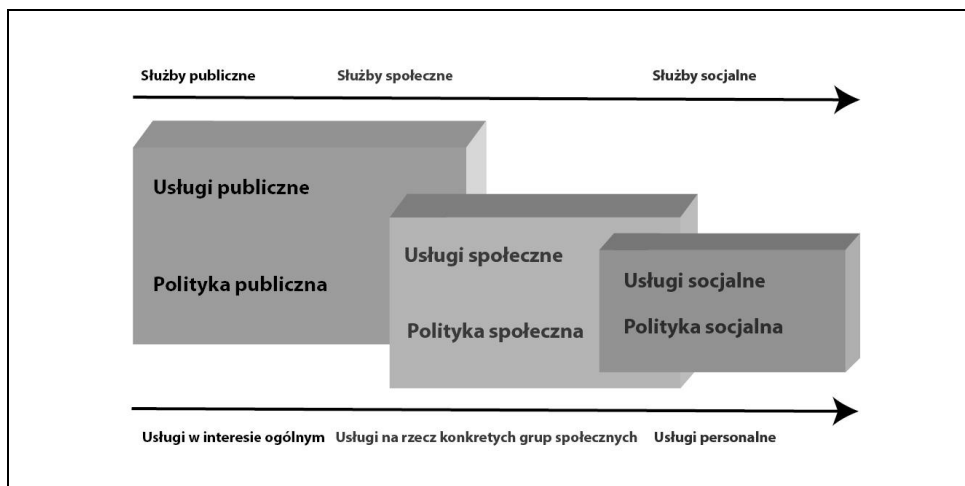 Służby publiczne
Służby społeczne
Służby socjalne
Usługi publiczne
Polityka publiczna
Usługi społeczne
Polityka społeczna
Usługi socjalne
Polityka socjalna
Usługi w interesie ogólnym
Usługi na rzecz konkretych grup społecznych
Usługi personalne